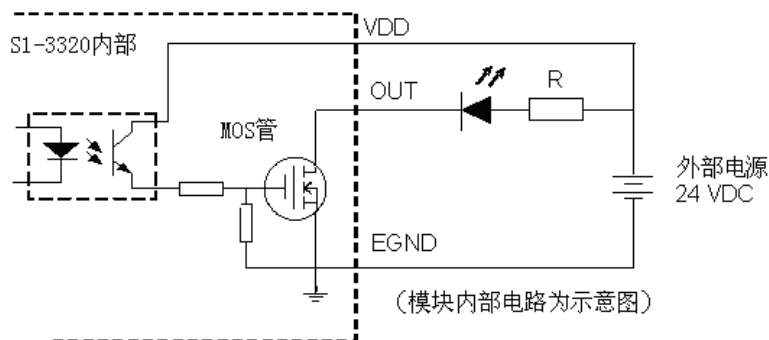 VDD
S1-3320内部
OUT
R
MOS管
外部电源
24 VDC
EGND
（模块内部电路为示意图）